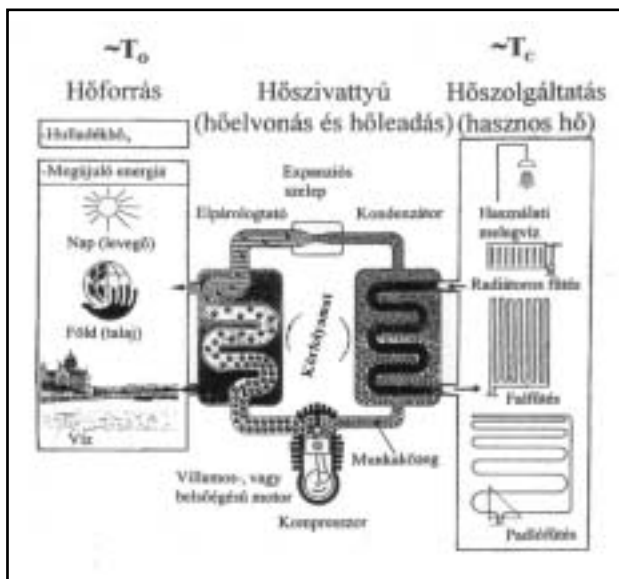 ~T₀
Hőforrás
-Hulladékhő,
-Megújuló energia
Nap (levegő)
Föld (talaj)
Víz
Hőszivattyú
(hőelvonás és hőleadás)
Expanziós
szelep
Elpárologtató
Kondenzátor
Körfolyamat
Munkaközeg
Villamos-, vagy
belsőégésű motor
Kompresszor
~T_c
Hőszolgáltatás
(hasznos hő)
Használati
melegvíz
Radiátoros fűtés
Falfűtés
Padlófűtés